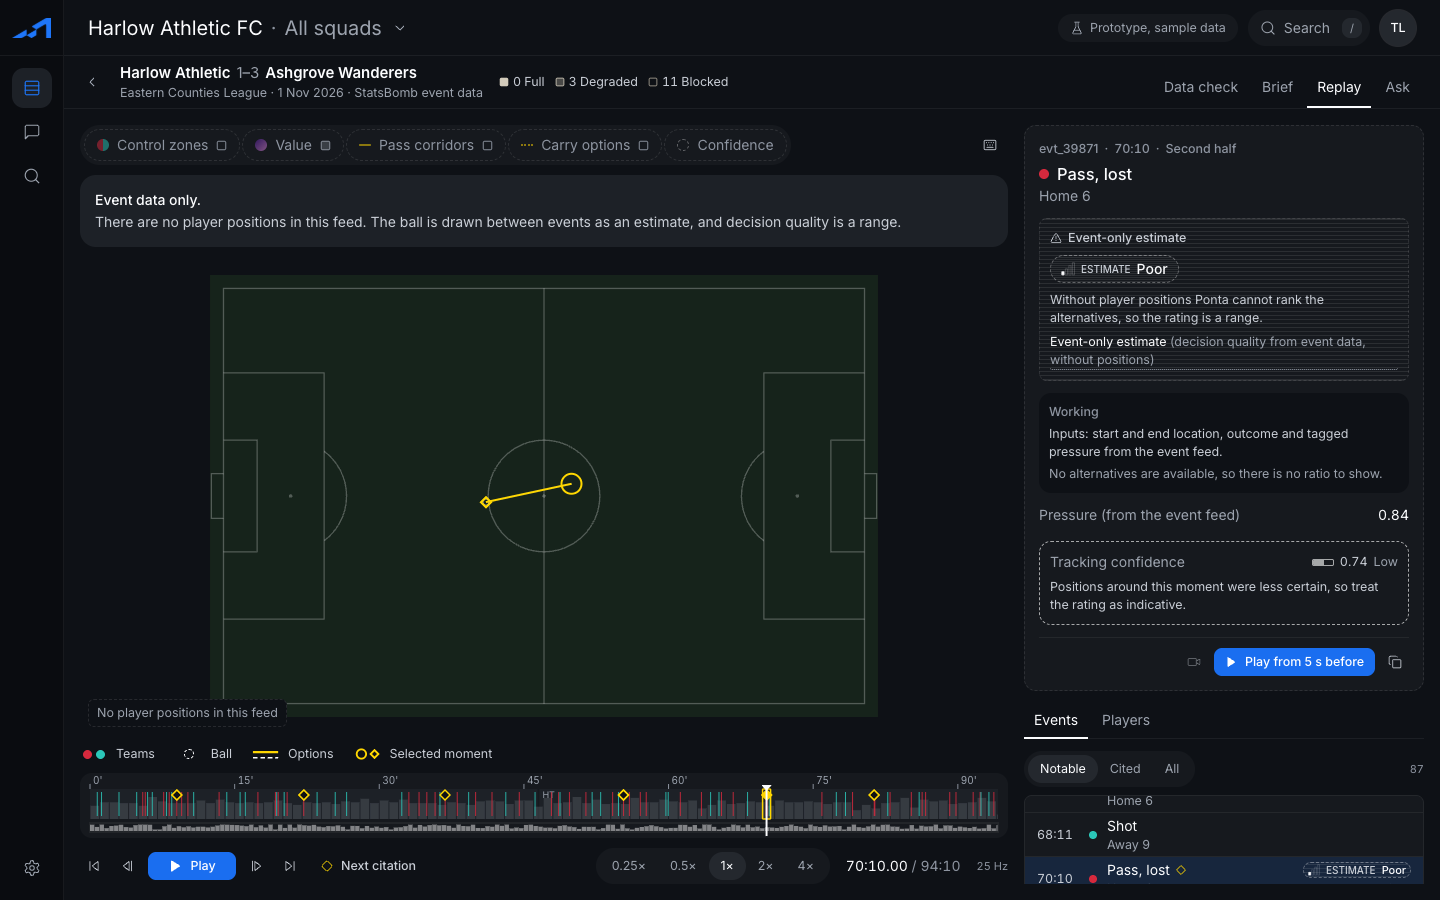 Harlow Athletic FC · All squads
Prototype, sample data
Search /
TL
Harlow Athletic 1–3 Ashgrove Wanderers
Eastern Counties League · 1 Nov 2026 · StatsBomb event data
0 Full 3 Degraded 11 Blocked
Data check Brief Replay Ask
Control zones Value Pass corridors Carry options Confidence
Event data only.
There are no player positions in this feed. The ball is drawn between events as an estimate, and decision quality is a range.
No player positions in this feed
Teams Ball Options Selected moment
0' 15' 30' 45' 60' 75' 90'
HT
Play
Next citation
0.25× 0.5× 1× 2× 4×
70:10.00 / 94:10 25 Hz
evt_39871 · 70:10 · Second half
Pass, lost
Home 6
Event-only estimate
ESTIMATE Poor
Without player positions Ponta cannot rank the
alternatives, so the rating is a range.
Event-only estimate (decision quality from event data,
without positions)
Working
Inputs: start and end location, outcome and tagged
pressure from the event feed.
No alternatives are available, so there is no ratio to show.
Pressure (from the event feed) 0.84
Tracking confidence 0.74 Low
Positions around this moment were less certain, so treat
the rating as indicative.
Play from 5 s before
Events Players
Notable Cited All 87
Home 6
68:11 Shot
Away 9
70:10 Pass, lost ESTIMATE Poor